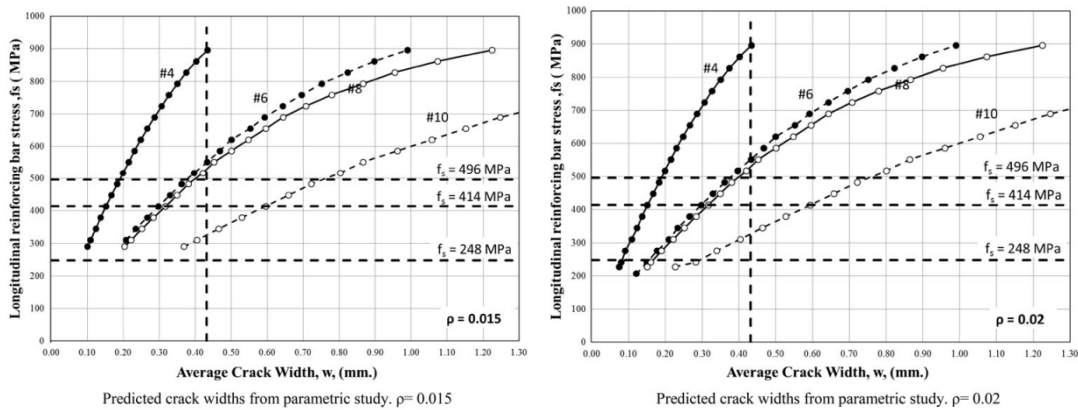 1000
900
800
700
600
500
400
300
200
100
0
Longitudinal reinforcing bar stress ,fs ( MPa)
#4
#6
#8
#10
fs = 496 MPa
fs = 414 MPa
fs = 248 MPa
ρ = 0.015
0.00 0.10 0.20 0.30 0.40 0.50 0.60 0.70 0.80 0.90 1.00 1.10 1.20 1.30
Average Crack Width, w, (mm.)
Predicted crack widths from parametric study. ρ= 0.015
1000
900
800
700
600
500
400
300
200
100
0
Longitudinal reinforcing bar stress ,fs ( MPa)
#4
#6
#8
#10
fs = 496 MPa
fs = 414 MPa
fs = 248 MPa
ρ = 0.02
0.00 0.10 0.20 0.30 0.40 0.50 0.60 0.70 0.80 0.90 1.00 1.10 1.20 1.30
Average Crack Width, w, (mm.)
Predicted crack widths from parametric study. ρ= 0.02